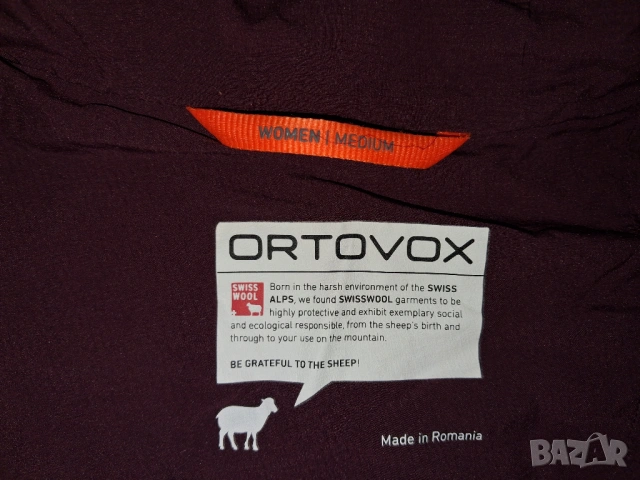 WOMEN | MEDIUM
ORTOVOX
SWISS
WOOL
Born in the harsh environment of the SWISS
ALPS, we found SWISSWOOL garments to be
highly protective and exhibit exemplary social
and ecological responsible, from the sheep's birth and
through to your use on the mountain.
BE GRATEFUL TO THE SHEEP!
Made in Romania
BAZAR
bg